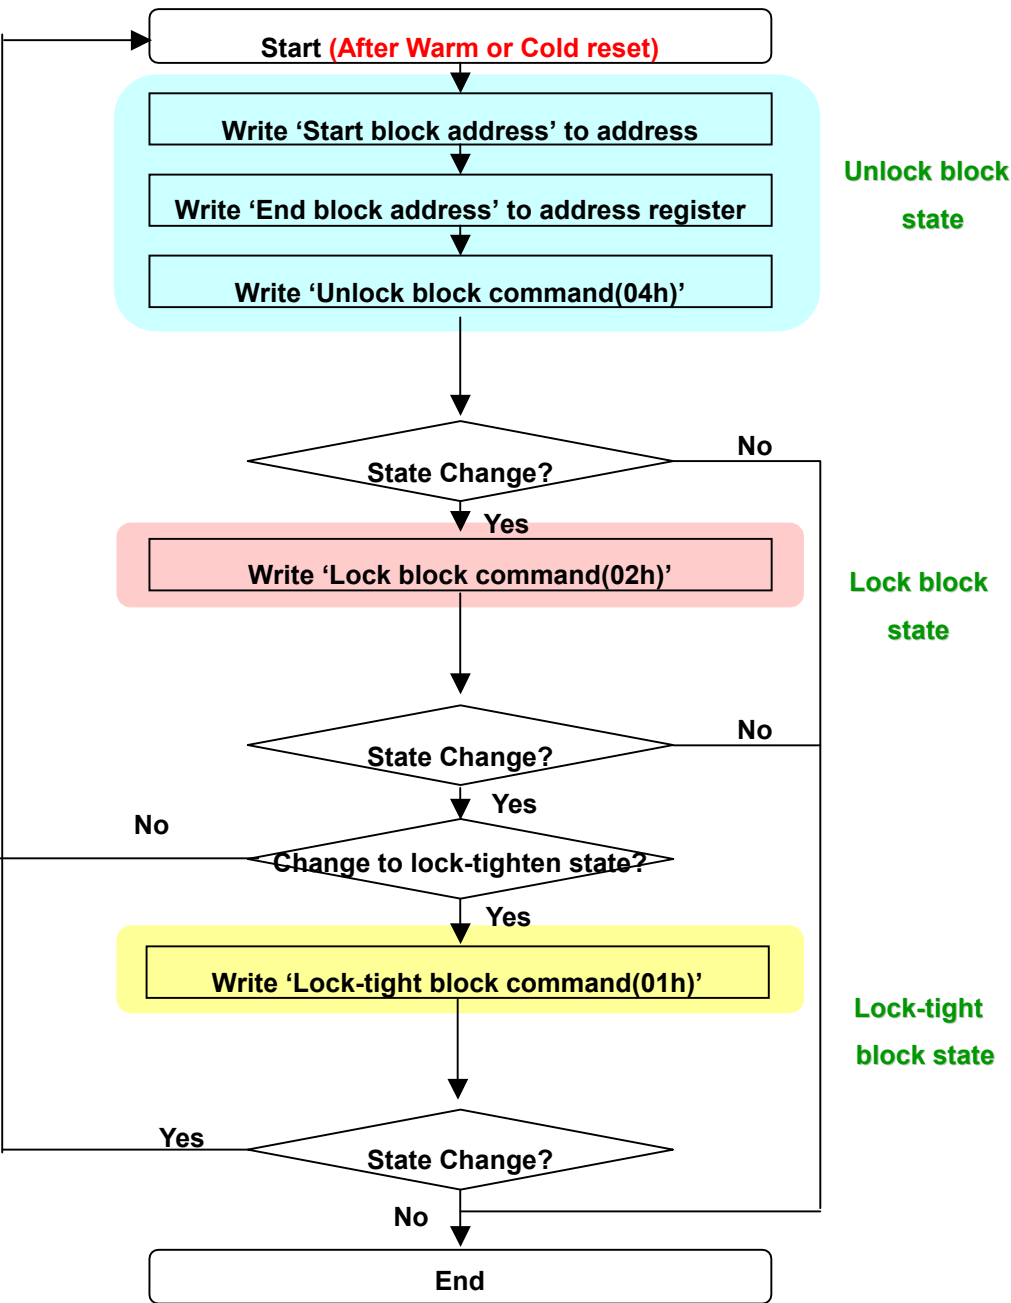 Start (After Warm or Cold reset)
Write ‘Start block address’ to address
Unlock block
state
Write ‘End block address’ to address register
Write ‘Unlock block command(04h)’
State Change?
No
Yes
Write ‘Lock block command(02h)’
Lock block
state
State Change?
No
Yes
No
Change to lock-tighten state?
Yes
Write ‘Lock-tight block command(01h)’
Lock-tight
block state
Yes
State Change?
No
End